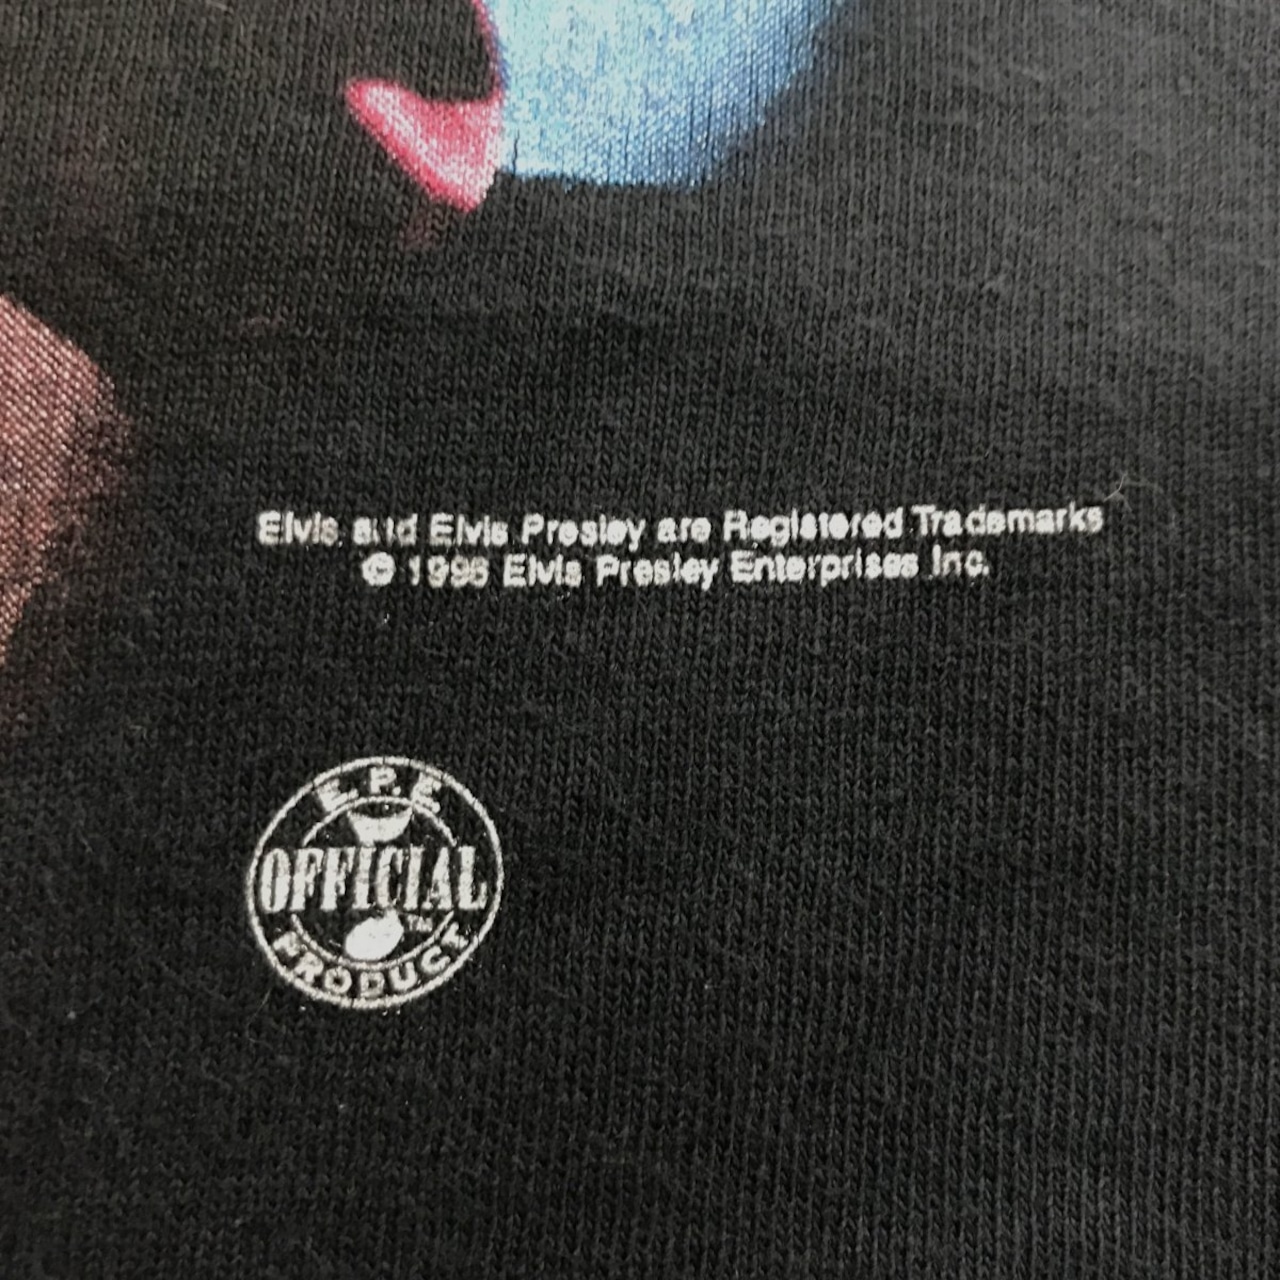 Elvis and Elvis Presley are Registered Trademarks
© 1996 Elvis Presley Enterprises Inc.
E.P.E
OFFICIAL
TM
PRODUCT